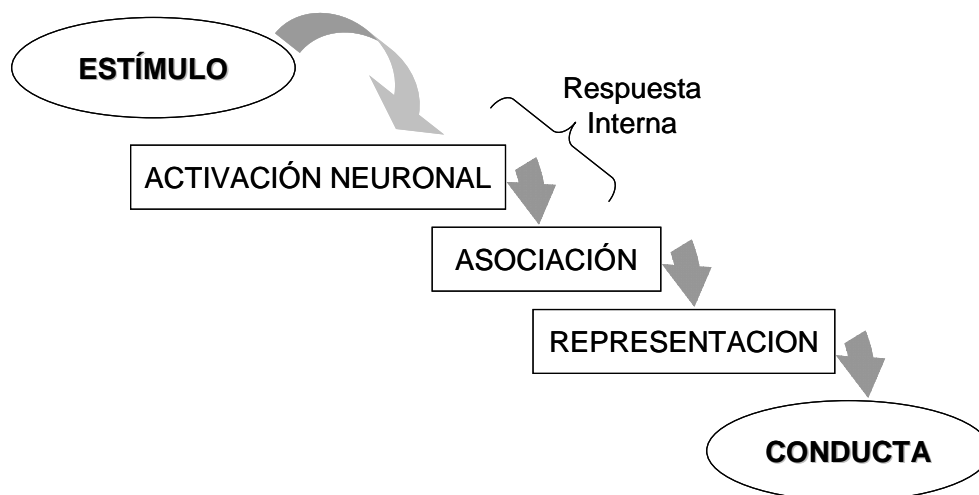 ESTÍMULO
Respuesta
Interna
ACTIVACIÓN NEURONAL
ASOCIACIÓN
REPRESENTACION
CONDUCTA